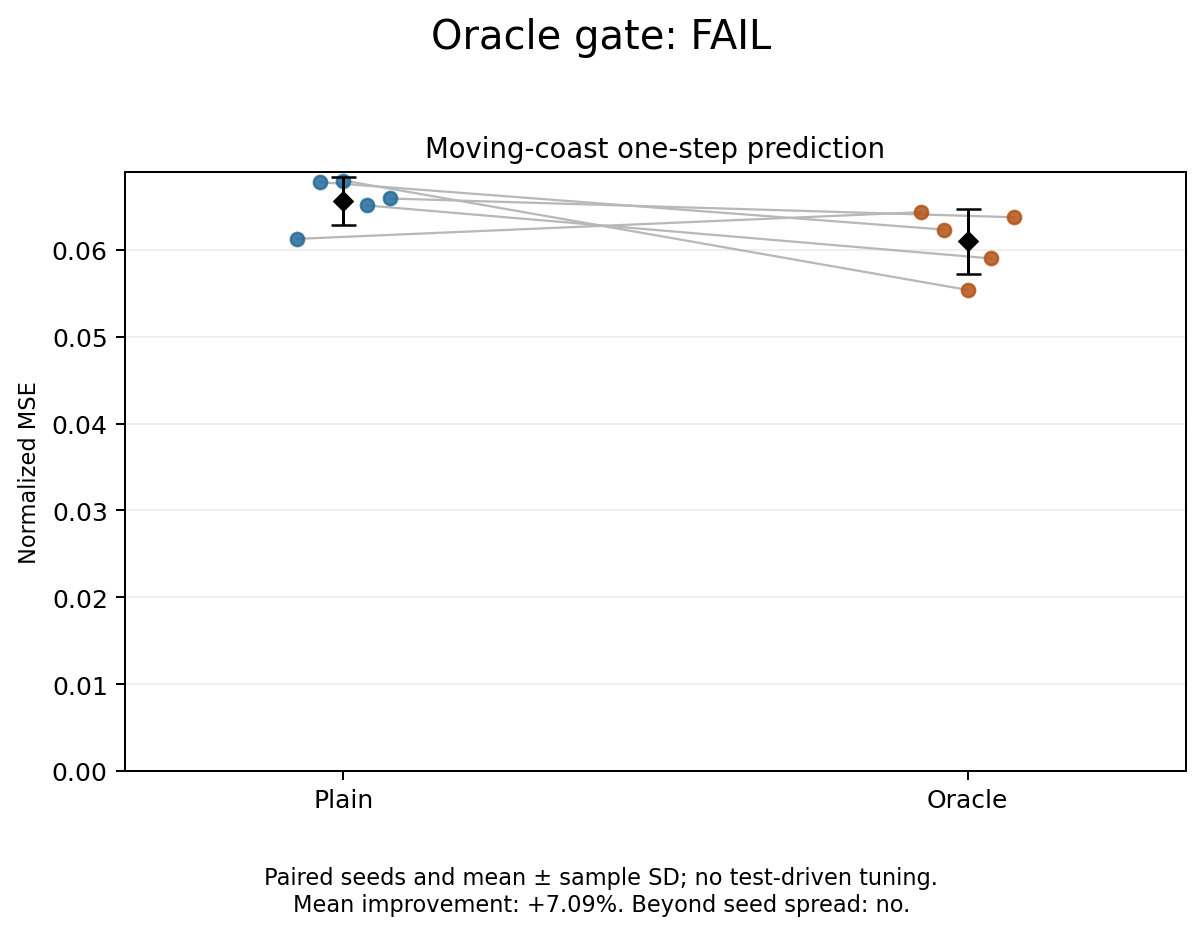 Oracle gate: FAIL
Moving-coast one-step prediction
Normalized MSE
0.06
0.05
0.04
0.03
0.02
0.01
0.00
Plain
Oracle
Paired seeds and mean ± sample SD; no test-driven tuning.
Mean improvement: +7.09%. Beyond seed spread: no.